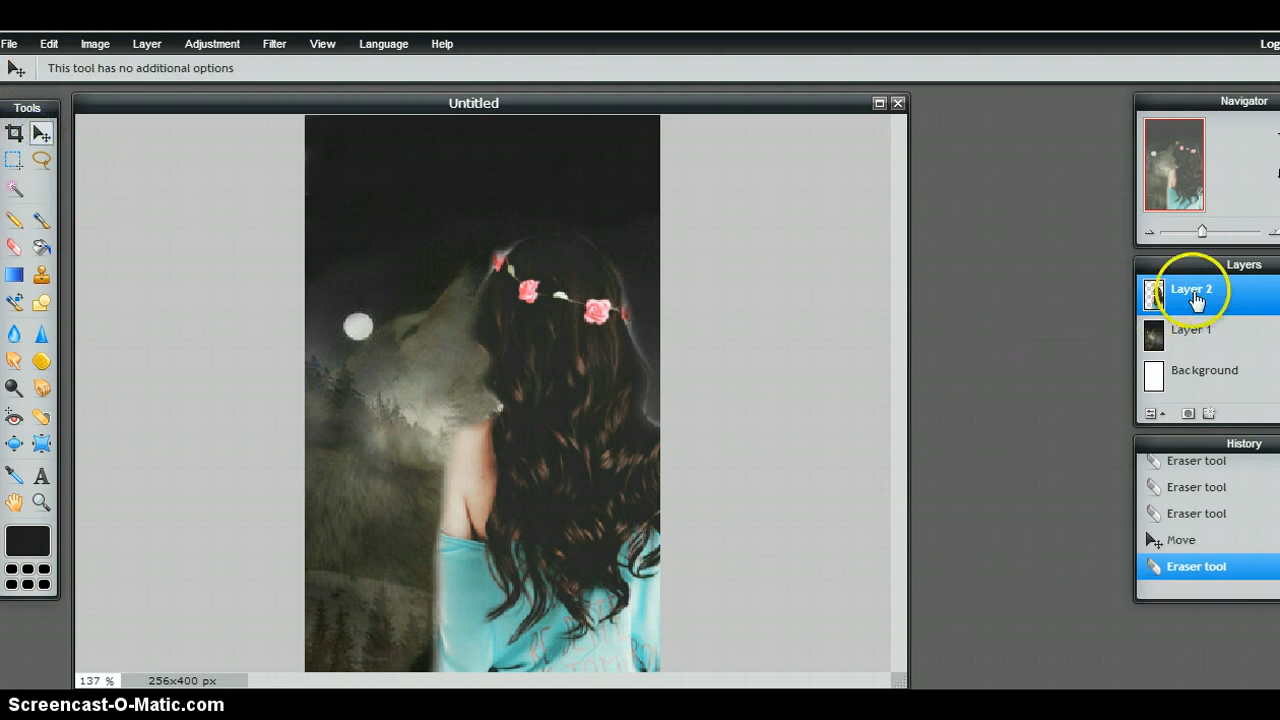 File Edit Image Layer Adjustment Filter View Language Help Log
This tool has no additional options
Tools
Untitled
Navigator
Layers
Layer 2
Layer 1
Background
History
Eraser tool
Eraser tool
Eraser tool
Move
Eraser tool
A
137 % 256x400 px
Screencast-O-Matic.com